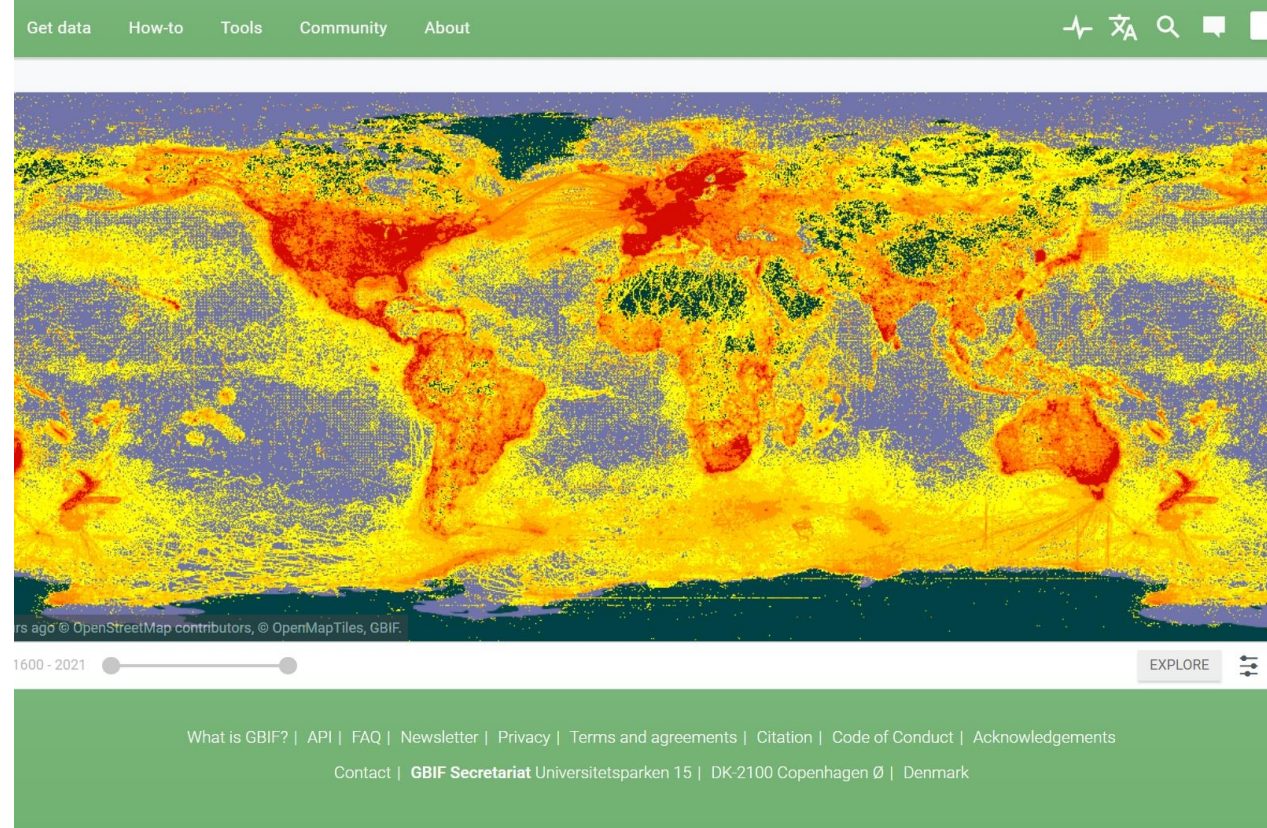 Get data How-to Tools Community About
rs ago © OpenStreetMap contributors, © OpenMapTiles, GBIF.
1600 - 2021 EXPLORE
What is GBIF? | API | FAQ | Newsletter | Privacy | Terms and agreements | Citation | Code of Conduct | Acknowledgements
Contact | GBIF Secretariat Universitetsparken 15 | DK-2100 Copenhagen Ø | Denmark